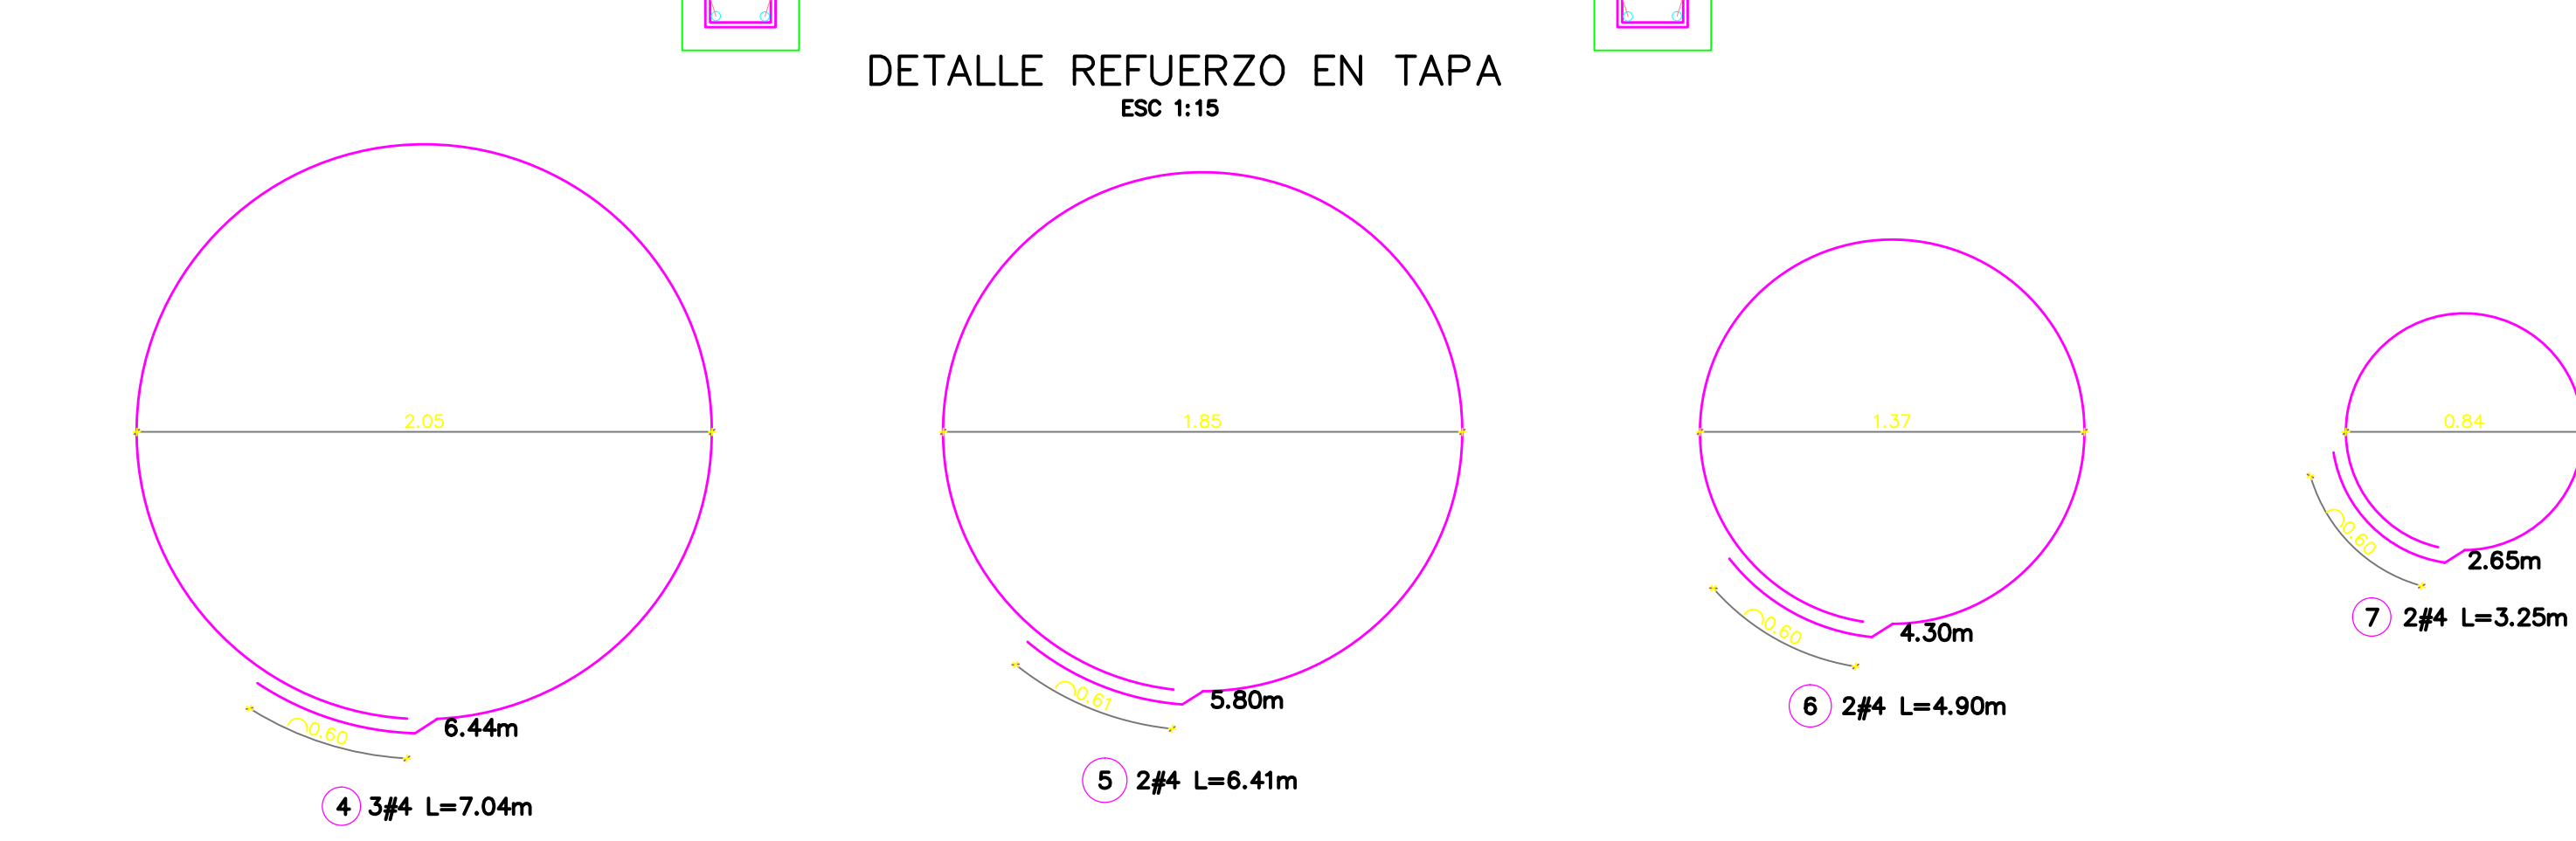 DETALLE REFUERZO EN TAPA
ESC 1:15
2.05
0.60
6.44m
4 3#4 L=7.04m
1.85
0.61
5.80m
5 2#4 L=6.41m
1.37
0.60
4.30m
6 2#4 L=4.90m
0.84
0.60
2.65m
7 2#4 L=3.25m